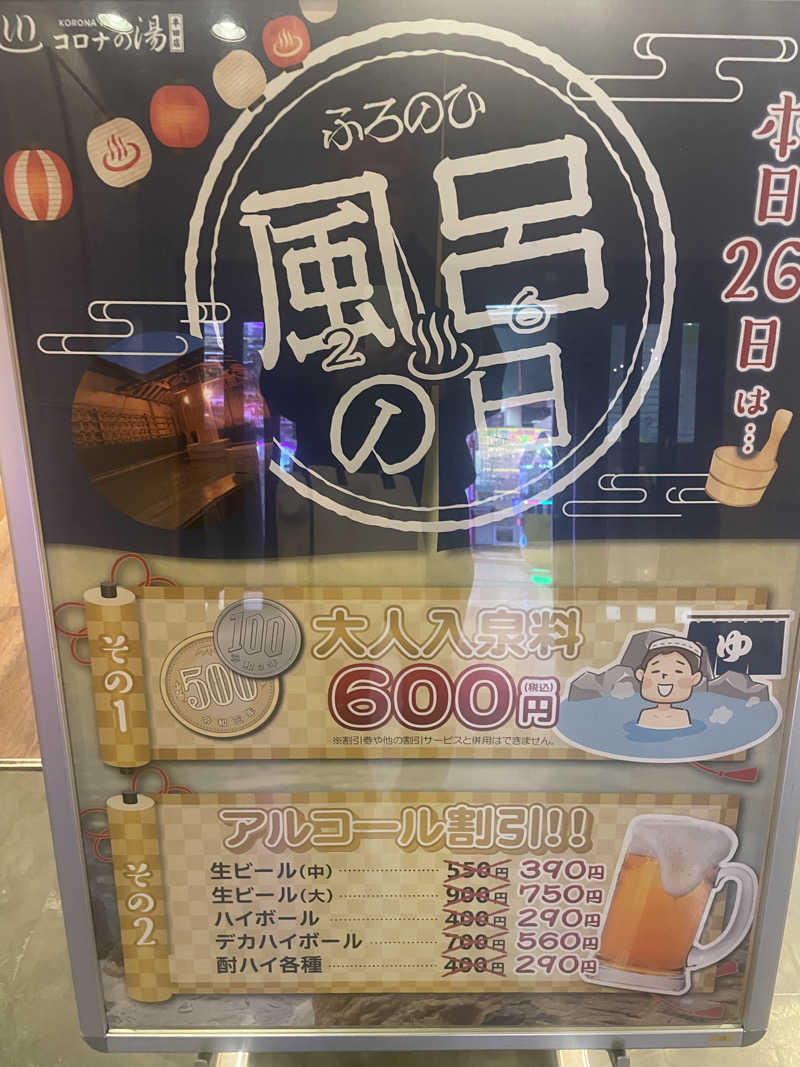 KORONA
コロナの湯
半田店
ふろのひ
風呂の日
2 6
本日26日は…
その1
500
100
大人入泉料
600円(税込)
※割引券や他の割引サービスと併用はできません。
ゆ
その2
アルコール割引!!
生ビール(中) 550円 390円
生ビール(大) 900円 750円
ハイボール 400円 290円
デカハイボール 700円 560円
酎ハイ各種 400円 290円